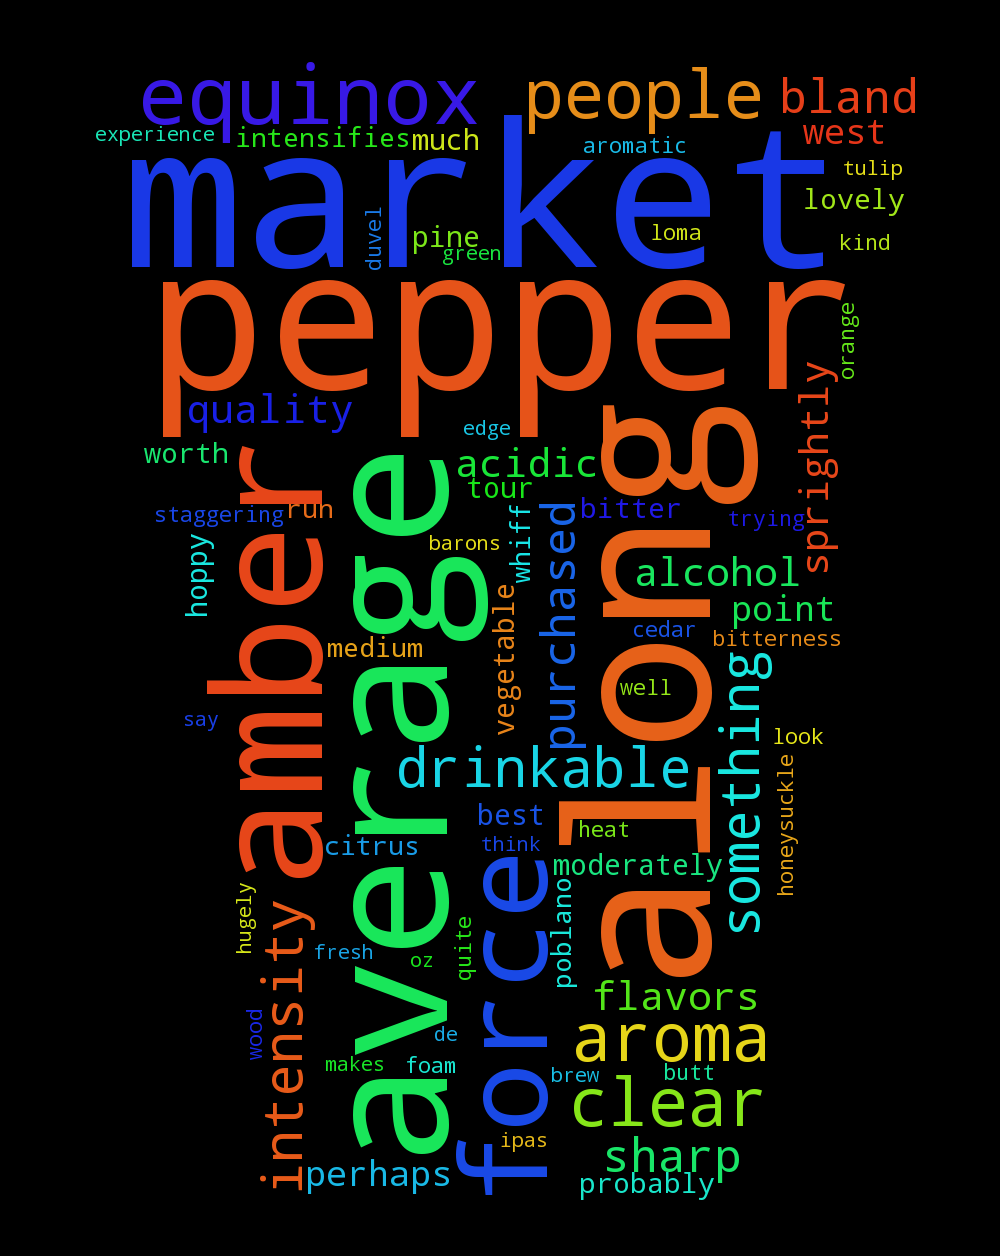 equinox
people
bland
experience
intensifies
much
aromatic
west
market
tulip
lovely
duvel
pine
green
loma
kind
pepper
orange
quality
edge
sprightly
worth
acidic
along
tour
amber
average
staggering
run
purchased
bitter
trying
barons
whiff
hoppy
alcohol
vegetable
point
cedar
bitterness
medium
something
well
say
look
drinkable
honeysuckle
best
heat
citrus
think
moderately
force
poblano
hugely
intensity
fresh
oz
quite
flavors
wood
de
aroma
makes
foam
brew
butt
clear
ipas
sharp
perhaps
probably